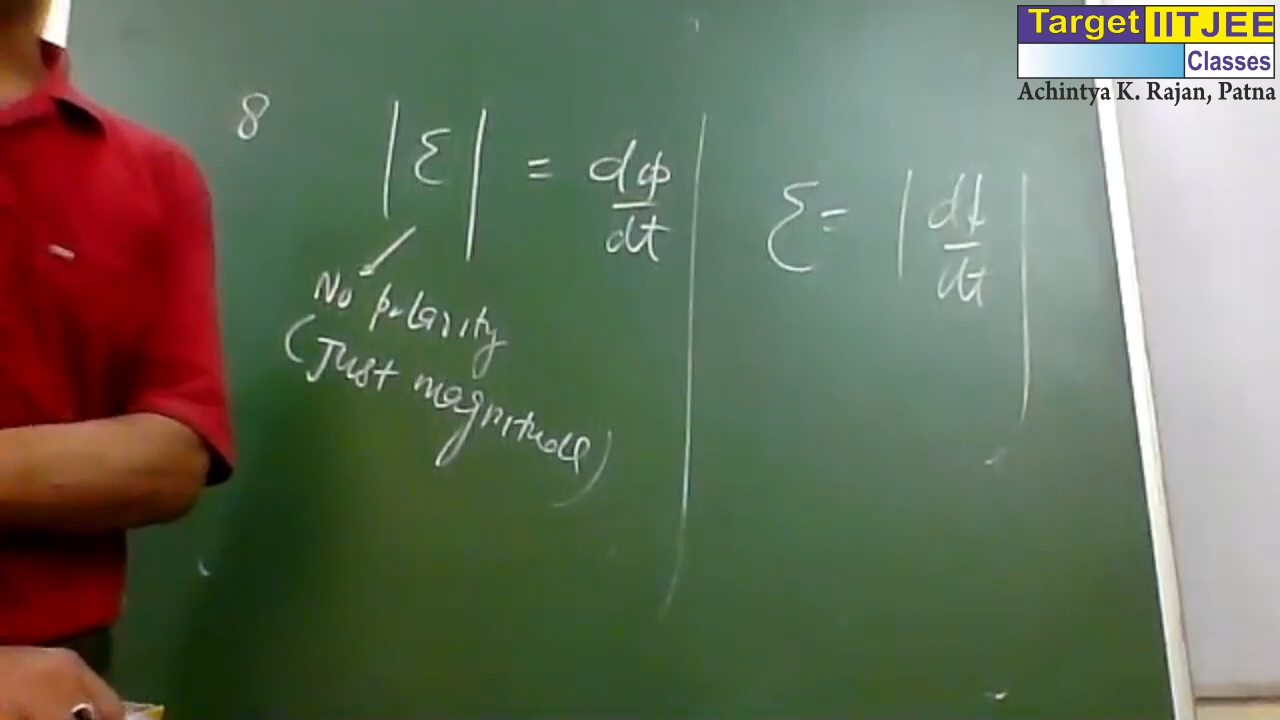 Target IITJEE
Classes
Achintya K. Rajan, Patna
8
|ε| = dφ/dt
No polarity
(Just magnitude)
ε = |dϕ/dt|